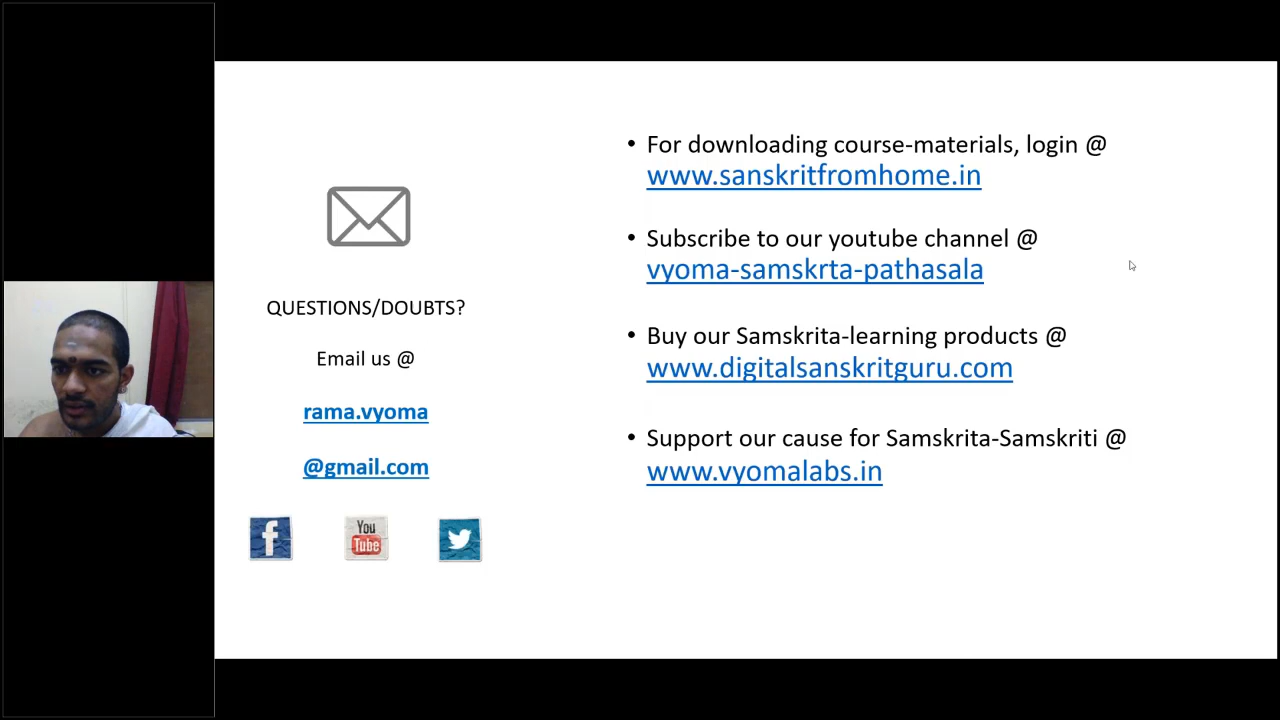 QUESTIONS/DOUBTS?
Email us @
rama.vyoma
@gmail.com
f
You
Tube
• For downloading course-materials, login @
www.sanskritfromhome.in
• Subscribe to our youtube channel @
vyoma-samskrta-pathasala
• Buy our Samskrita-learning products @
www.digitalsanskritguru.com
• Support our cause for Samskrita-Samskriti @
www.vyomalabs.in